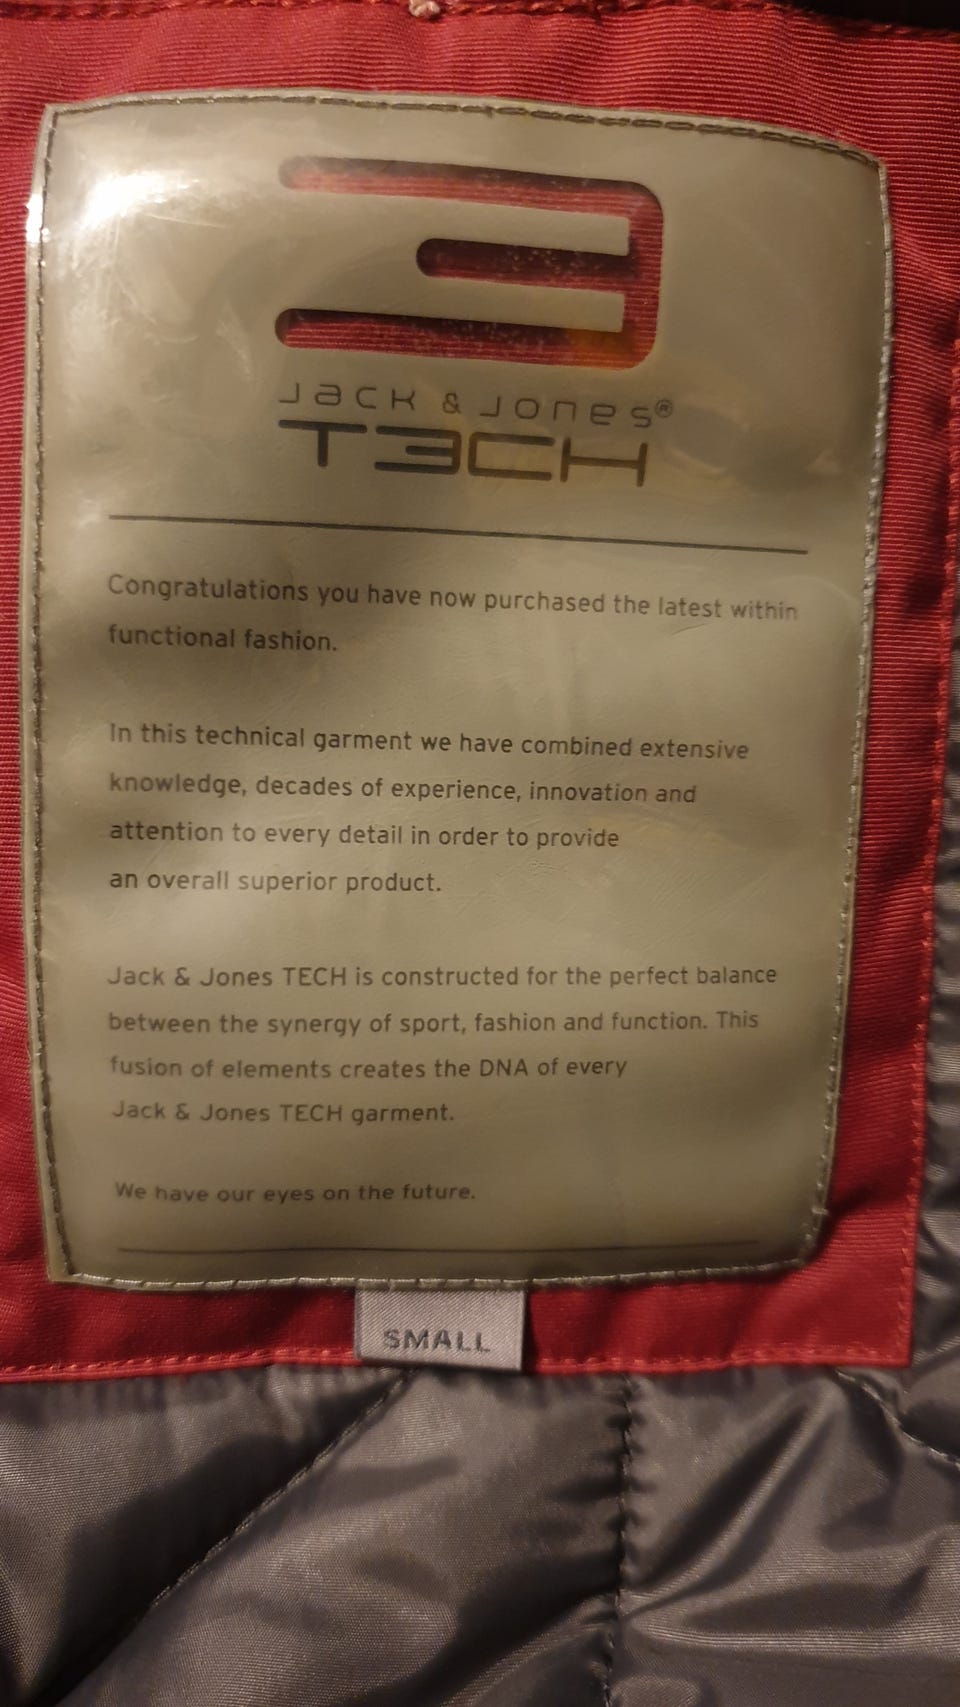 Jack & Jones®
TECH
Congratulations you have now purchased the latest within
functional fashion.
In this technical garment we have combined extensive
knowledge, decades of experience, innovation and
attention to every detail in order to provide
an overall superior product.
Jack & Jones TECH is constructed for the perfect balance
between the synergy of sport, fashion and function. This
fusion of elements creates the DNA of every
Jack & Jones TECH garment.
We have our eyes on the future.
SMALL